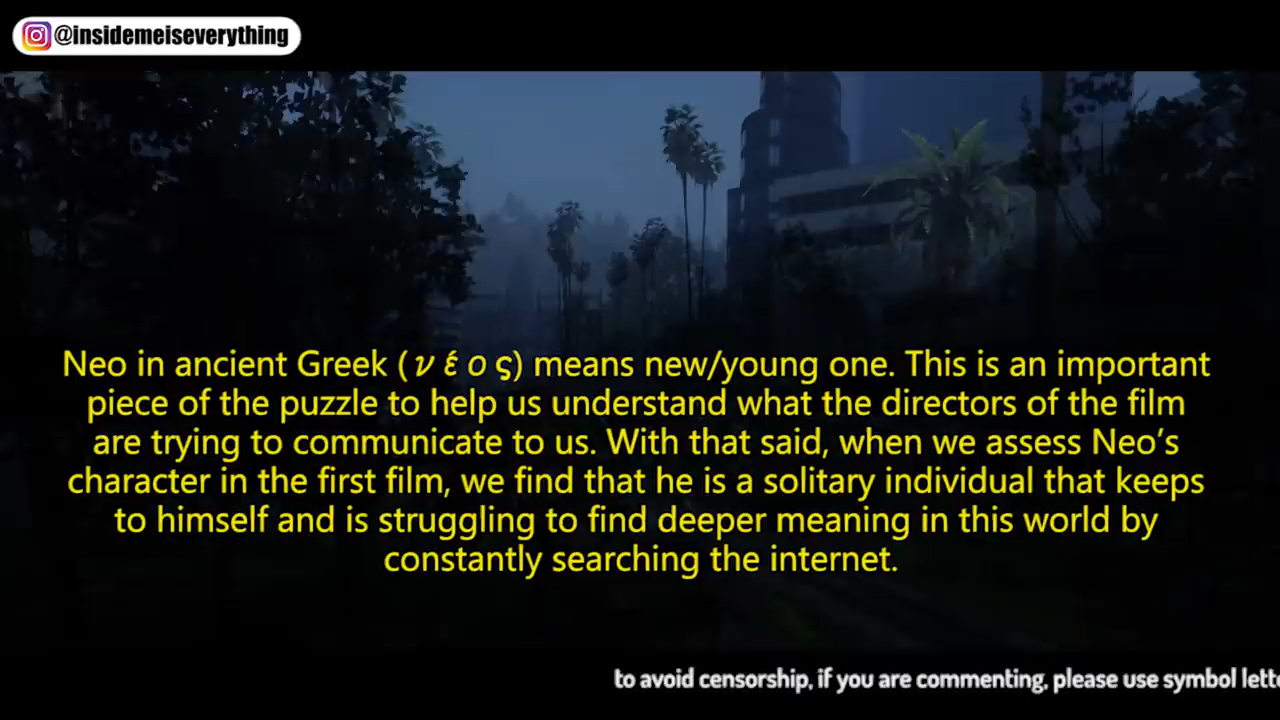 @insidemeiseverything
Neo in ancient Greek (ν έ ο ς) means new/young one. This is an important
piece of the puzzle to help us understand what the directors of the film
are trying to communicate to us. With that said, when we assess Neo’s
character in the first film, we find that he is a solitary individual that keeps
to himself and is struggling to find deeper meaning in this world by
constantly searching the internet.
to avoid censorship, if you are commenting, please use symbol